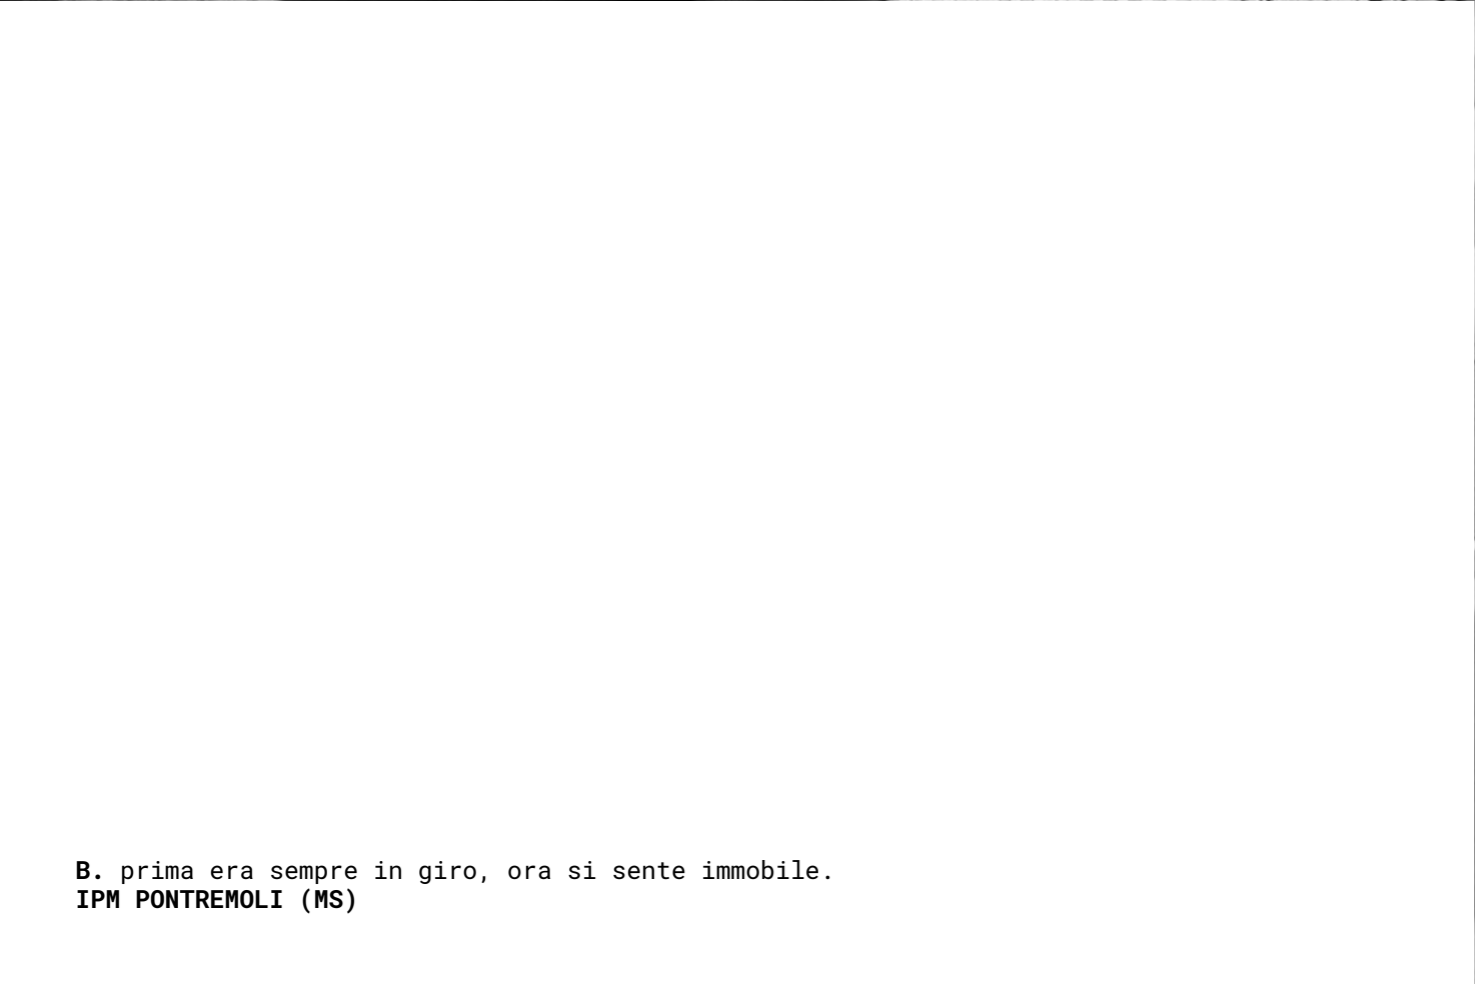 B. prima era sempre in giro, ora si sente immobile.
IPM PONTREMOLI (MS)